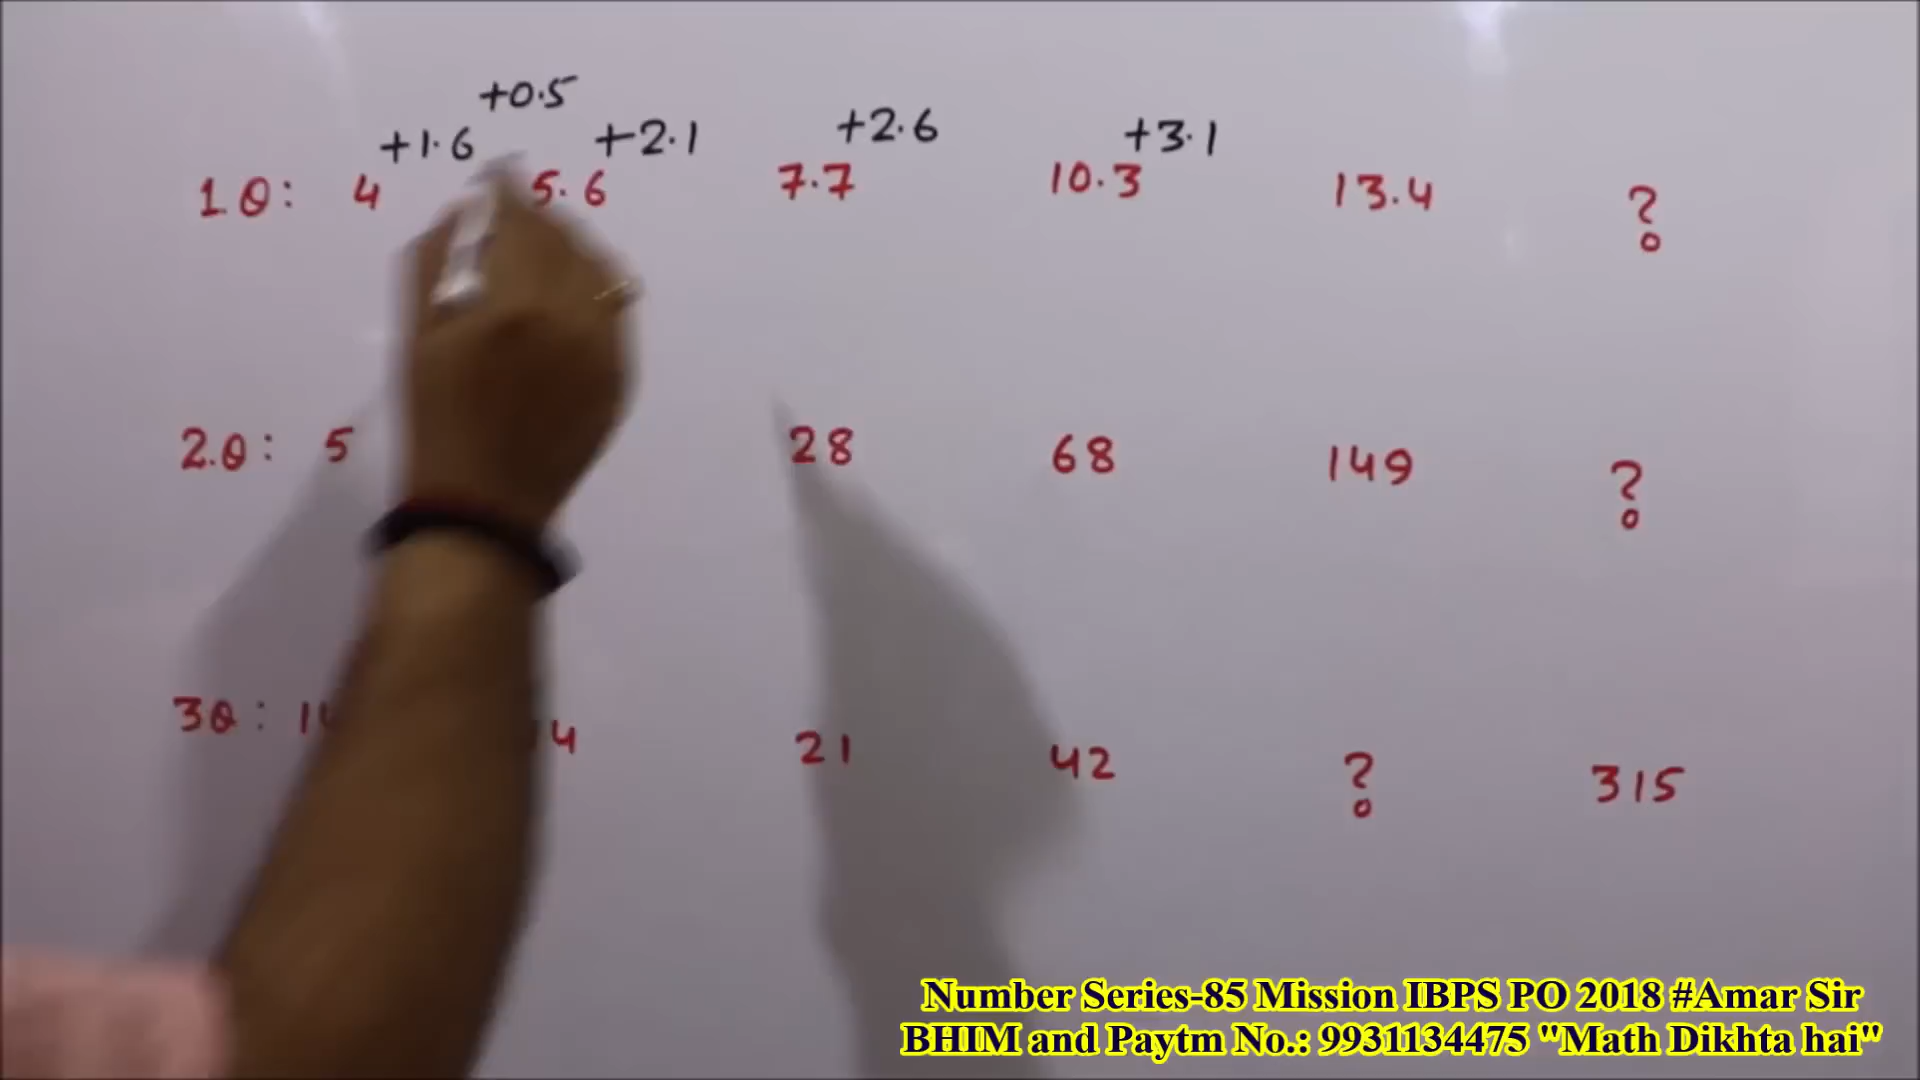 +0.5
+1.6 +2.1 +2.6 +3.1
1Q: 4 5.6 7.7 10.3 13.4 ?
2.Q: 5 28 68 149 ?
3Q: 21 42 ? 315
Number Series-85 Mission IBPS PO 2018 #Amar Sir
BHIM and Paytm No.: 9931134475 "Math Dikhta hai"